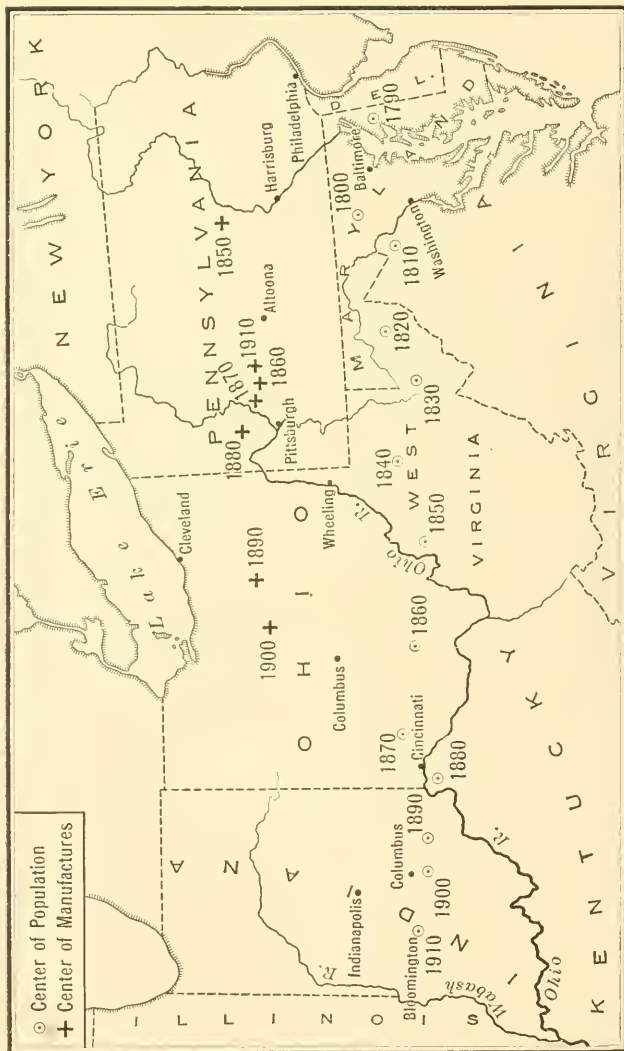 ⊙ Center of Population
+ Center of Manufactures
NEW YORK
Lake Erie
PENNSYLVANIA
1850
Harrisburg
Philadelphia
Altoona
1870
1910
1860
1880
Pittsburgh
Cleveland
1890
1900
OHIO
Columbus
Wheeling
Ohio R.
DEL.
MARYLAND
Baltimore
1790
1800
Washington
1810
1820
1830
WEST
VIRGINIA
1840
1850
1860
VIRGINIA
1870
Cincinnati
1880
1890
INDIANA
Indianapolis
Columbus
1900
Bloomington
1910
ILLINOIS
Wabash R.
Ohio R.
KENTUCKY